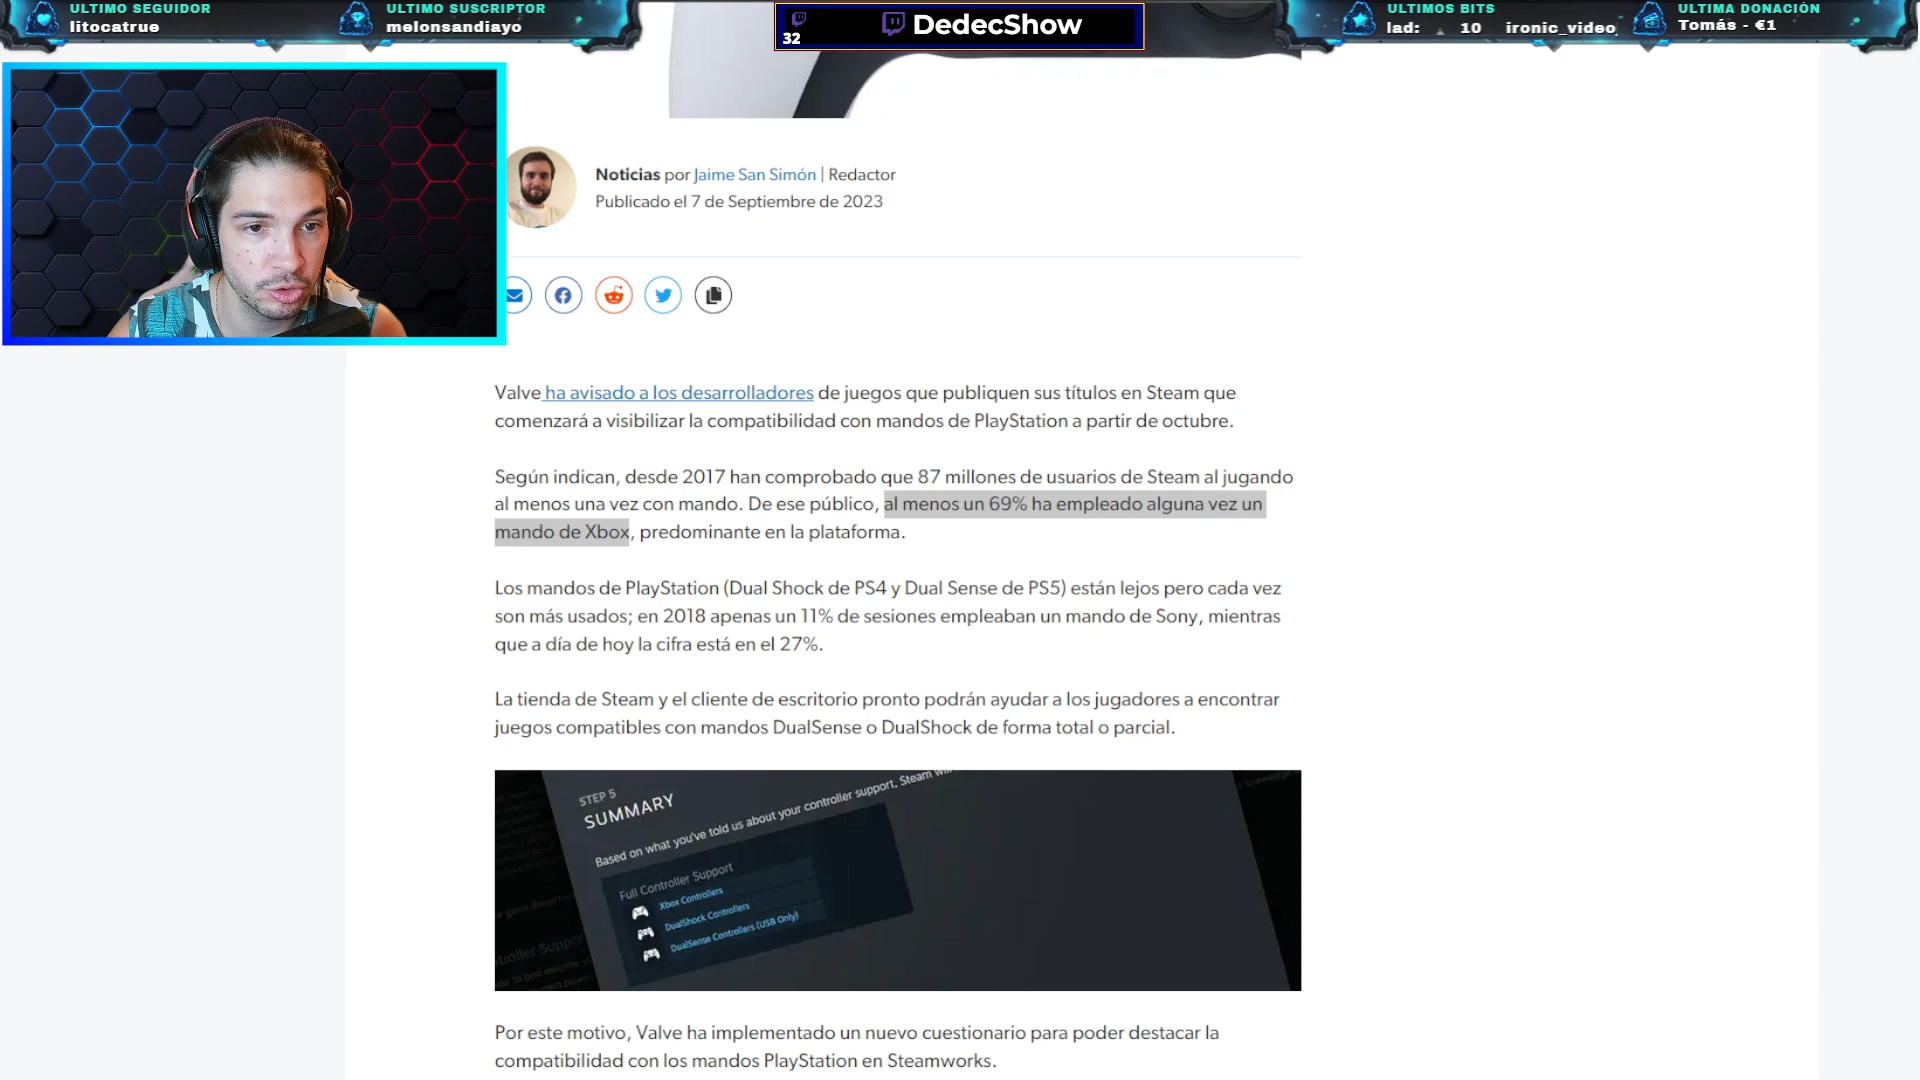 ULTIMO SEGUIDOR
litocatrue
ULTIMO SUSCRIPTOR
melonsandiayo
32
DedecShow
ULTIMOS BITS
lad: 10 ironic_video
ULTIMA DONACIÓN
Tomás - €1
Noticias por Jaime San Simón | Redactor
Publicado el 7 de Septiembre de 2023
Valve ha avisado a los desarrolladores de juegos que publiquen sus títulos en Steam que
comenzará a visibilizar la compatibilidad con mandos de PlayStation a partir de octubre.
Según indican, desde 2017 han comprobado que 87 millones de usuarios de Steam al jugando
al menos una vez con mando. De ese público, al menos un 69% ha empleado alguna vez un
mando de Xbox, predominante en la plataforma.
Los mandos de PlayStation (Dual Shock de PS4 y Dual Sense de PS5) están lejos pero cada vez
son más usados; en 2018 apenas un 11% de sesiones empleaban un mando de Sony, mientras
que a día de hoy la cifra está en el 27%.
La tienda de Steam y el cliente de escritorio pronto podrán ayudar a los jugadores a encontrar
juegos compatibles con mandos DualSense o DualShock de forma total o parcial.
STEP 5
SUMMARY
Based on what you've told us about your controller support, Steam
Full Controller Support
Xbox Controllers
DualShock Controllers
DualSense Controllers (USB Only)
Por este motivo, Valve ha implementado un nuevo cuestionario para poder destacar la
compatibilidad con los mandos PlayStation en Steamworks.